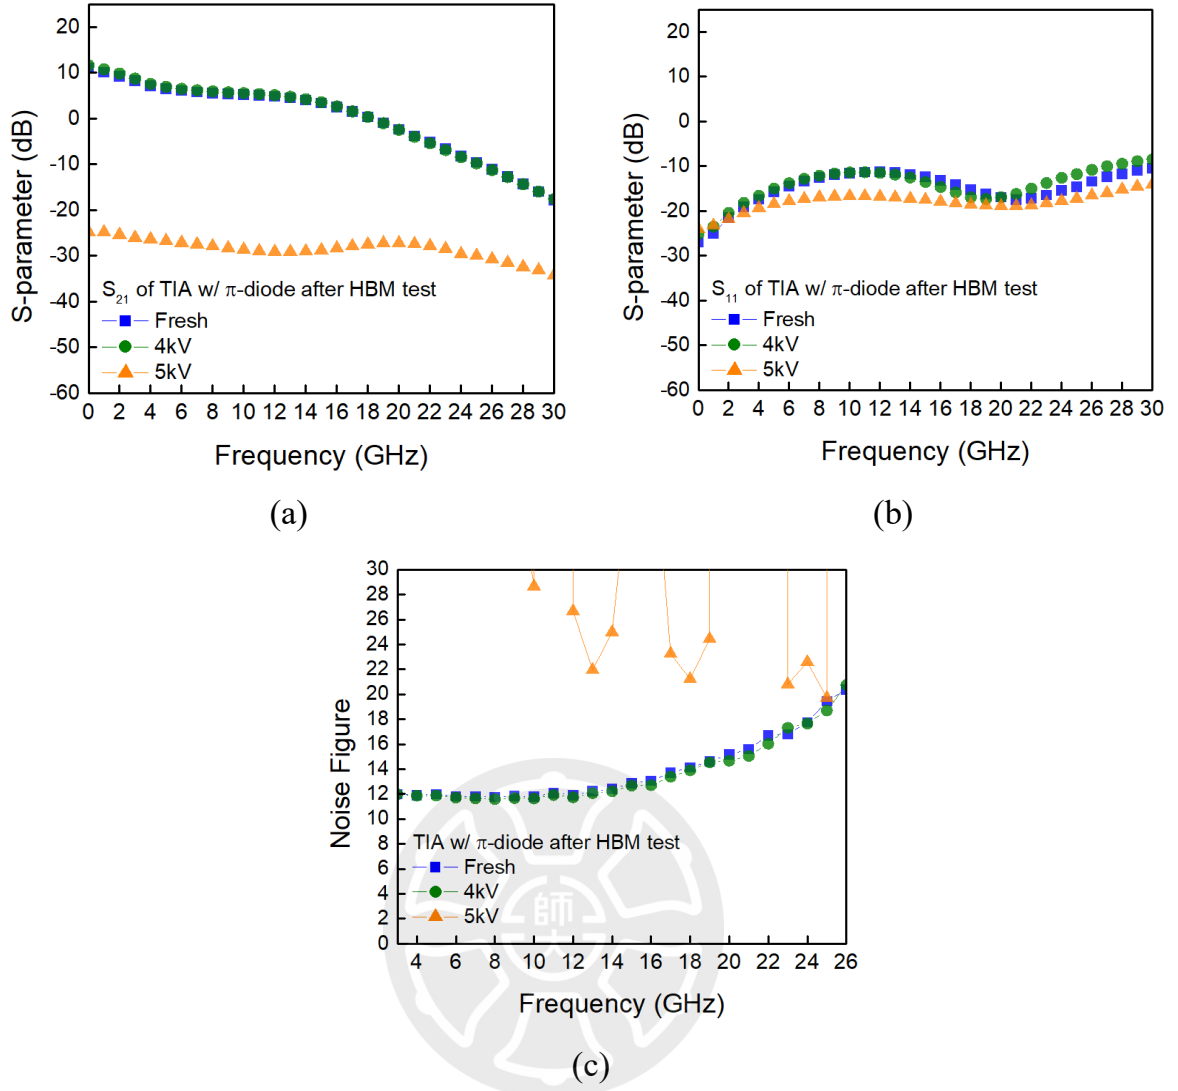 20
10
0
-10
-20
-30
-40
-50
-60
S-parameter (dB)
S₂₁ of TIA w/ π-diode after HBM test
Fresh
4kV
5kV
0 2 4 6 8 10 12 14 16 18 20 22 24 26 28 30
Frequency (GHz)
(a)
20
10
0
-10
-20
-30
-40
-50
-60
S-parameter (dB)
S₁₁ of TIA w/ π-diode after HBM test
Fresh
4kV
5kV
0 2 4 6 8 10 12 14 16 18 20 22 24 26 28 30
Frequency (GHz)
(b)
30
28
26
24
22
20
18
16
14
12
10
8
6
4
2
0
Noise Figure
TIA w/ π-diode after HBM test
Fresh
4kV
5kV
師大
4 6 8 10 12 14 16 18 20 22 24 26
Frequency (GHz)
(c)